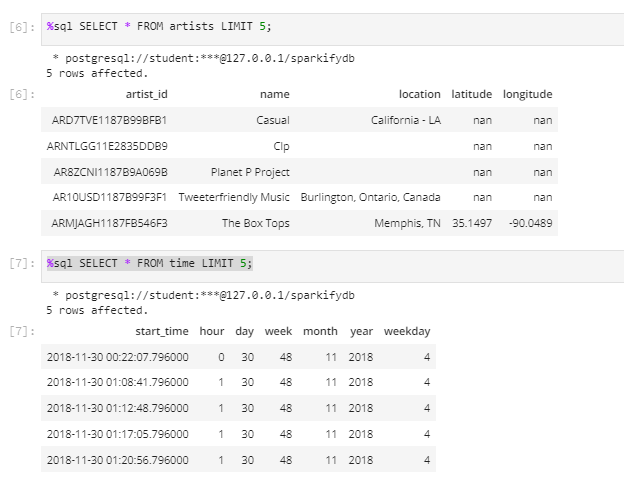 [6]: %sql SELECT * FROM artists LIMIT 5;
* postgresql://student:***@127.0.0.1/sparkifydb
5 rows affected.
[6]: artist_id name location latitude longitude
ARD7TVE1187B99BFB1 Casual California - LA nan nan
ARNTLGG11E2835DDB9 Clp nan nan
AR8ZCNI1187B9A069B Planet P Project nan nan
AR10USD1187B99F3F1 Tweeterfriendly Music Burlington, Ontario, Canada nan nan
ARMJAGH1187FB546F3 The Box Tops Memphis, TN 35.1497 -90.0489
[7]: %sql SELECT * FROM time LIMIT 5;
* postgresql://student:***@127.0.0.1/sparkifydb
5 rows affected.
[7]: start_time hour day week month year weekday
2018-11-30 00:22:07.796000 0 30 48 11 2018 4
2018-11-30 01:08:41.796000 1 30 48 11 2018 4
2018-11-30 01:12:48.796000 1 30 48 11 2018 4
2018-11-30 01:17:05.796000 1 30 48 11 2018 4
2018-11-30 01:20:56.796000 1 30 48 11 2018 4